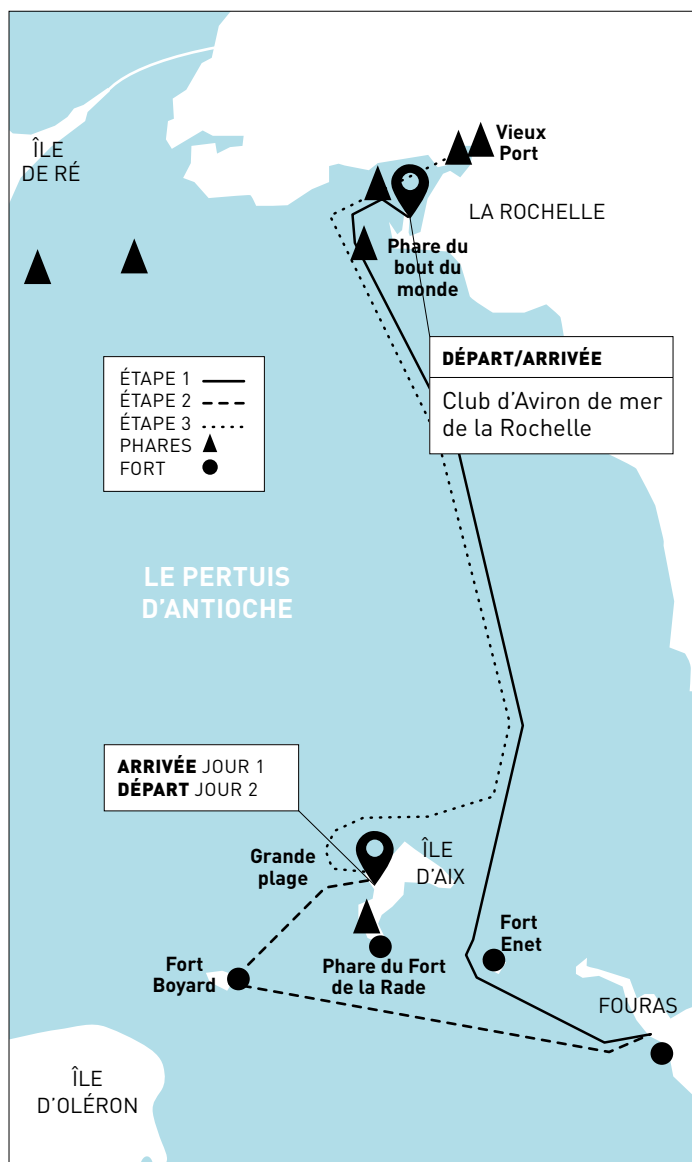 ÎLE
DE RÉ
Vieux
Port
LA ROCHELLE
Phare du
bout du
monde
DÉPART/ARRIVÉE
Club d'Aviron de mer
de la Rochelle
ÉTAPE 1
ÉTAPE 2
ÉTAPE 3
PHARES
FORT
LE PERTUIS
D'ANTIOCHE
ARRIVÉE JOUR 1
DÉPART JOUR 2
Grande
plage
ÎLE
D'AIX
Fort
Enet
Fort
Boyard
Phare du Fort
de la Rade
FOURAS
ÎLE
D'OLÉRON